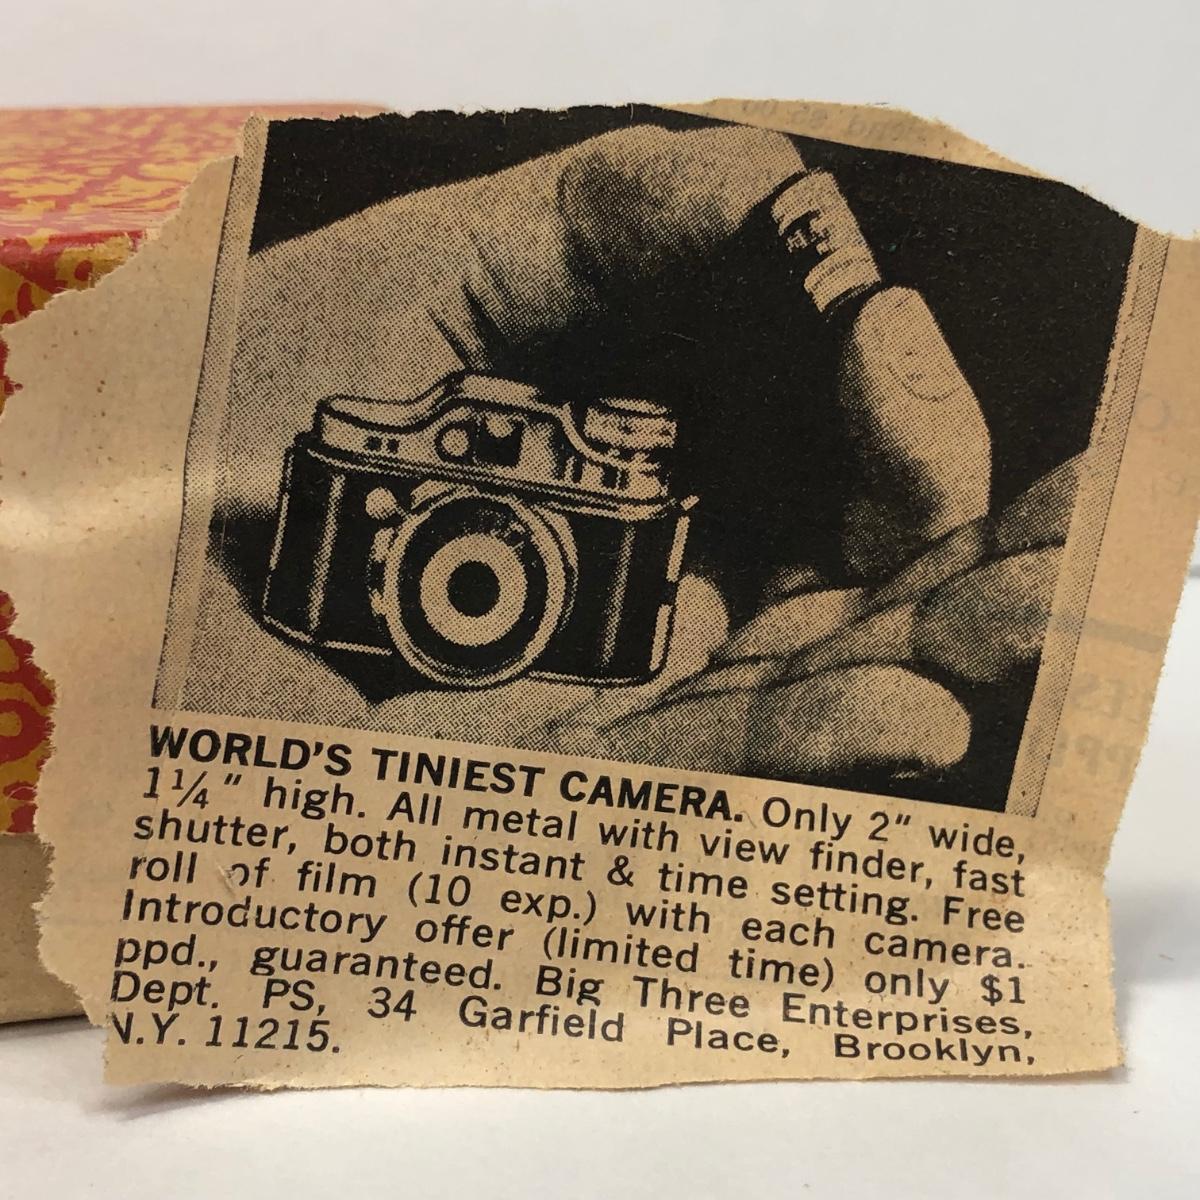 WORLD'S TINIEST CAMERA. Only 2" wide,
1¼" high. All metal with view finder, fast
shutter, both instant & time setting. Free
roll of film (10 exp.) with each camera.
Introductory offer (limited time) only $1
ppd., guaranteed. Big Three Enterprises,
Dept. PS, 34 Garfield Place, Brooklyn,
N.Y. 11215.